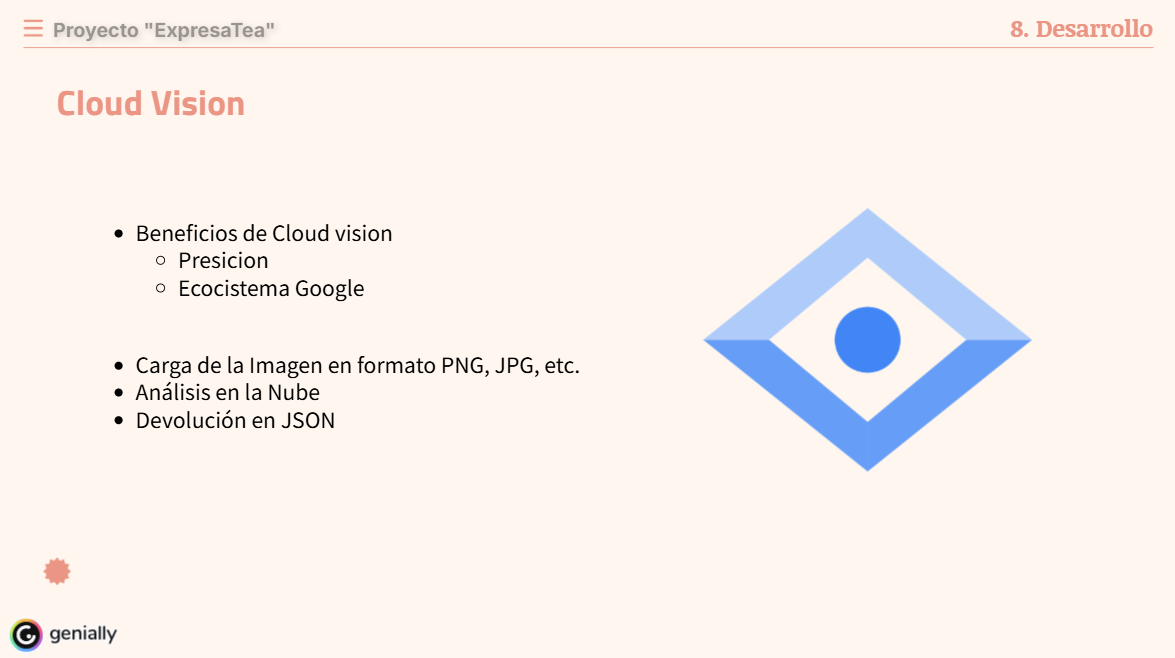 Proyecto "ExpresaTea"
8. Desarrollo
Cloud Vision
Beneficios de Cloud vision
Presicion
Ecocistema Google
Carga de la Imagen en formato PNG, JPG, etc.
Análisis en la Nube
Devolución en JSON
genially